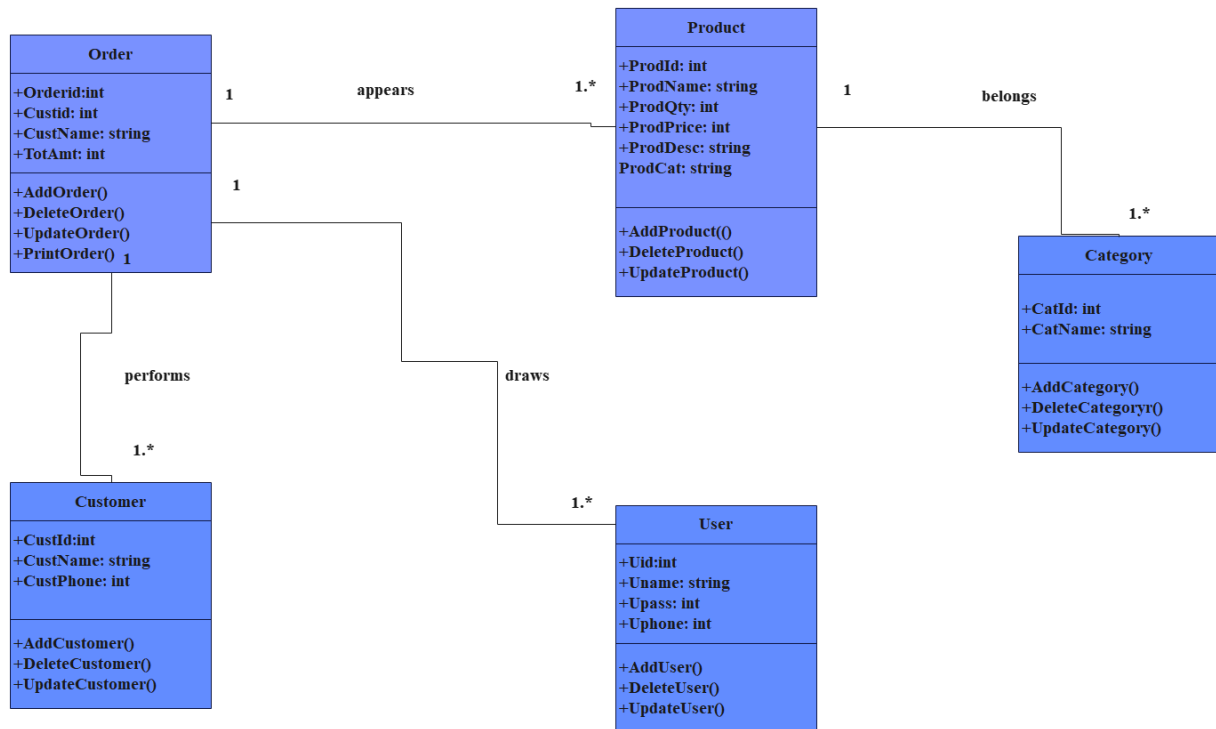 Order
+Orderid:int
+Custid: int
+CustName: string
+TotAmt: int
+AddOrder()
+DeleteOrder()
+UpdateOrder()
+PrintOrder()
1
appears
1.*
Product
+ProdId: int
+ProdName: string
+ProdQty: int
+ProdPrice: int
+ProdDesc: string
ProdCat: string
+AddProduct(()
+DeleteProduct()
+UpdateProduct()
1
belongs
1.*
Category
+CatId: int
+CatName: string
+AddCategory()
+DeleteCategoryr()
+UpdateCategory()
1
performs
1.*
Customer
+CustId:int
+CustName: string
+CustPhone: int
+AddCustomer()
+DeleteCustomer()
+UpdateCustomer()
1
draws
1.*
User
+Uid:int
+Uname: string
+Upass: int
+Uphone: int
+AddUser()
+DeleteUser()
+UpdateUser()